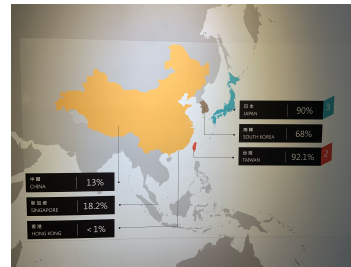 日本
JAPAN
90%
3
南韓
SOUTH KOREA
68%
台灣
TAIWAN
92.1%
2
中國
CHINA
13%
新加坡
SINGAPORE
18.2%
香港
HONG KONG
<1%